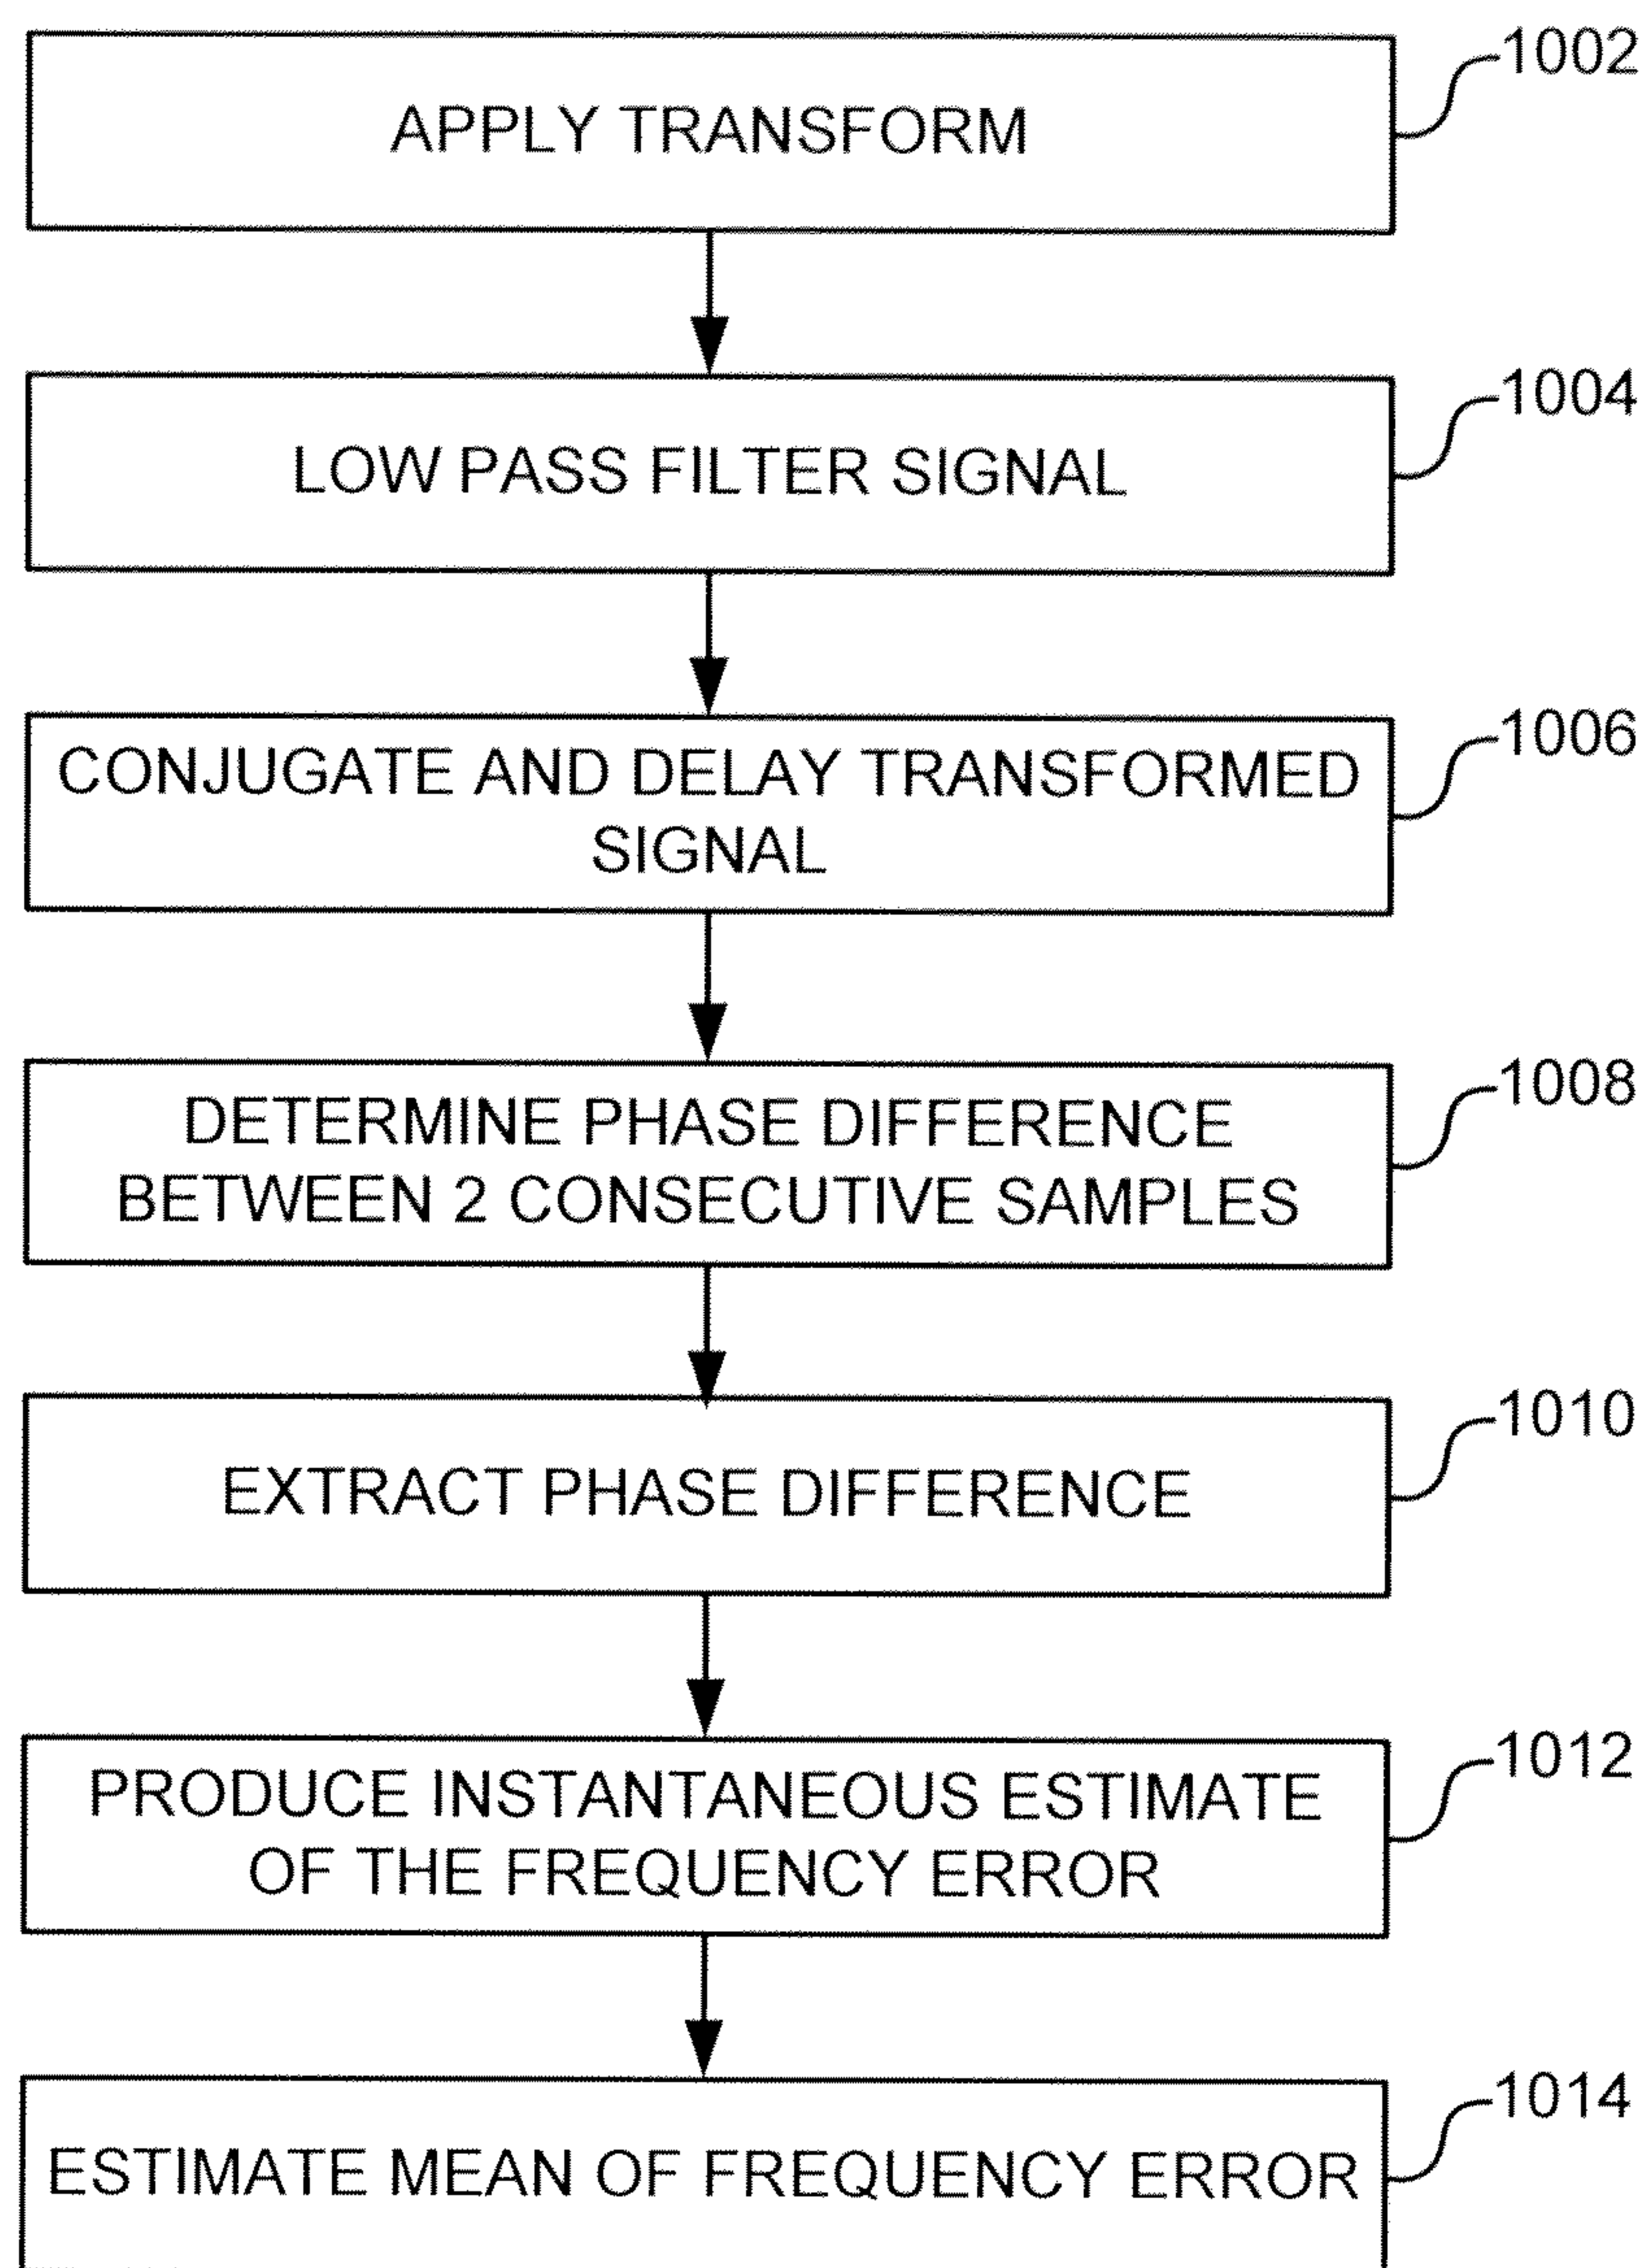 1002
APPLY TRANSFORM
1004
LOW PASS FILTER SIGNAL
1006
CONJUGATE AND DELAY TRANSFORMED
SIGNAL
1008
DETERMINE PHASE DIFFERENCE
BETWEEN 2 CONSECUTIVE SAMPLES
1010
EXTRACT PHASE DIFFERENCE
1012
PRODUCE INSTANTANEOUS ESTIMATE
OF THE FREQUENCY ERROR
1014
ESTIMATE MEAN OF FREQUENCY ERROR